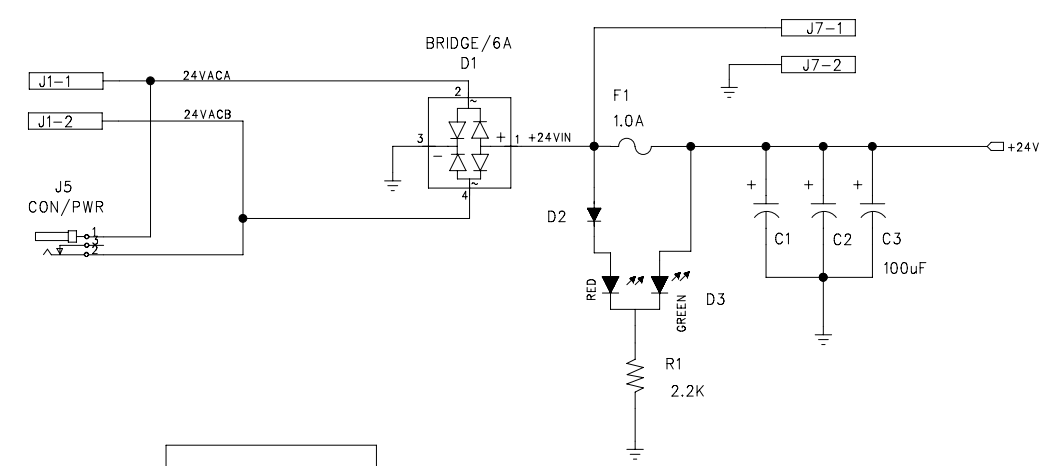 J7-1
BRIDGE/6A
D1
J7-2
J1-1
24VACA
2
~
F1
1.0A
J1-2
24VACB
3
-
+
1
+24VIN
+24V
~
4
J5
CON/PWR
1
3
2
D2
+
+
+
C1
C2
C3
100uF
RED
GREEN
D3
R1
2.2K